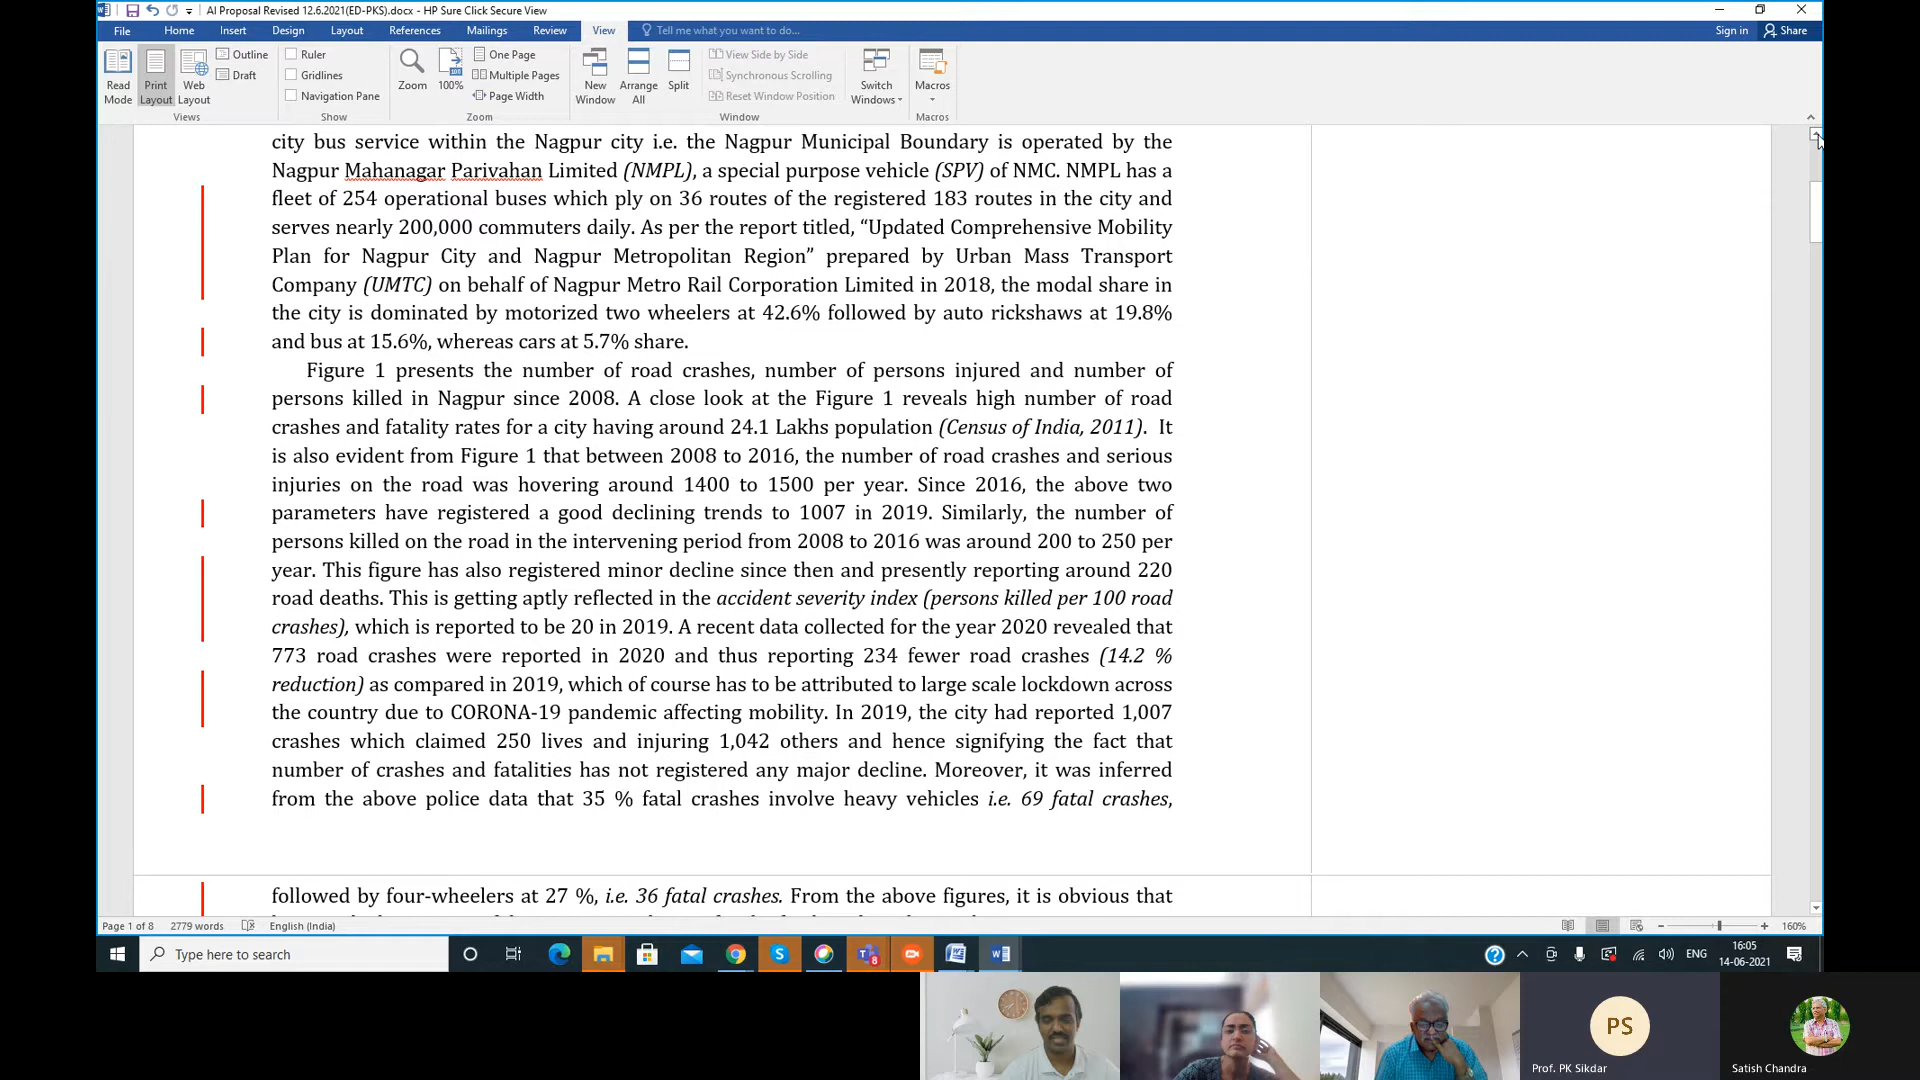 AI Proposal Revised 12.6.2021(ED-PKS).docx - HP Sure Click Secure View
File Home Insert Design Layout References Mailings Review View Tell me what you want to do... Sign in Share
Read Mode
Print Layout
Web Layout
Outline
Draft
Views
Ruler
Gridlines
Navigation Pane
Show
Zoom
100%
One Page
Multiple Pages
Page Width
Zoom
New Window
Arrange All
Split
View Side by Side
Synchronous Scrolling
Reset Window Position
Window
Switch Windows
Macros
Macros
city bus service within the Nagpur city i.e. the Nagpur Municipal Boundary is operated by the
Nagpur Mahanagar Parivahan Limited (NMPL), a special purpose vehicle (SPV) of NMC. NMPL has a
fleet of 254 operational buses which ply on 36 routes of the registered 183 routes in the city and
serves nearly 200,000 commuters daily. As per the report titled, “Updated Comprehensive Mobility
Plan for Nagpur City and Nagpur Metropolitan Region” prepared by Urban Mass Transport
Company (UMTC) on behalf of Nagpur Metro Rail Corporation Limited in 2018, the modal share in
the city is dominated by motorized two wheelers at 42.6% followed by auto rickshaws at 19.8%
and bus at 15.6%, whereas cars at 5.7% share.
Figure 1 presents the number of road crashes, number of persons injured and number of
persons killed in Nagpur since 2008. A close look at the Figure 1 reveals high number of road
crashes and fatality rates for a city having around 24.1 Lakhs population (Census of India, 2011). It
is also evident from Figure 1 that between 2008 to 2016, the number of road crashes and serious
injuries on the road was hovering around 1400 to 1500 per year. Since 2016, the above two
parameters have registered a good declining trends to 1007 in 2019. Similarly, the number of
persons killed on the road in the intervening period from 2008 to 2016 was around 200 to 250 per
year. This figure has also registered minor decline since then and presently reporting around 220
road deaths. This is getting aptly reflected in the accident severity index (persons killed per 100 road
crashes), which is reported to be 20 in 2019. A recent data collected for the year 2020 revealed that
773 road crashes were reported in 2020 and thus reporting 234 fewer road crashes (14.2 %
reduction) as compared in 2019, which of course has to be attributed to large scale lockdown across
the country due to CORONA-19 pandemic affecting mobility. In 2019, the city had reported 1,007
crashes which claimed 250 lives and injuring 1,042 others and hence signifying the fact that
number of crashes and fatalities has not registered any major decline. Moreover, it was inferred
from the above police data that 35 % fatal crashes involve heavy vehicles i.e. 69 fatal crashes,
followed by four-wheelers at 27 %, i.e. 36 fatal crashes. From the above figures, it is obvious that
Page 1 of 8 2779 words English (India) 160%
Type here to search
8
ENG
16:05
14-06-2021
PS
Prof. PK Sikdar
Satish Chandra